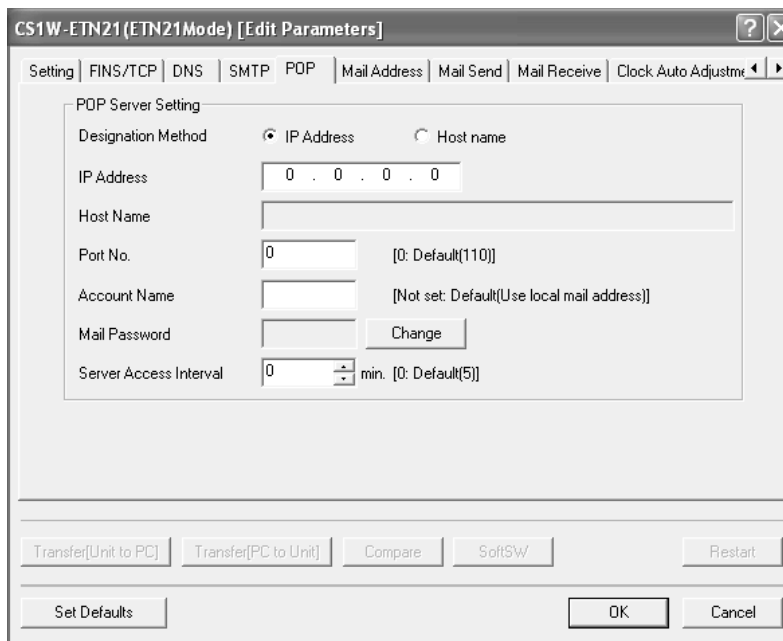 CS1W-ETN21(ETN21Mode) [Edit Parameters]
Setting FINS/TCP DNS SMTP POP Mail Address Mail Send Mail Receive Clock Auto Adjustme
POP Server Setting
Designation Method IP Address Host name
IP Address 0 . 0 . 0 . 0
Host Name
Port No. 0 [0: Default(110)]
Account Name [Not set: Default(Use local mail address)]
Mail Password Change
Server Access Interval 0 min. [0: Default(5)]
Transfer[Unit to PC] Transfer[PC to Unit] Compare SoftSW Restart
Set Defaults OK Cancel